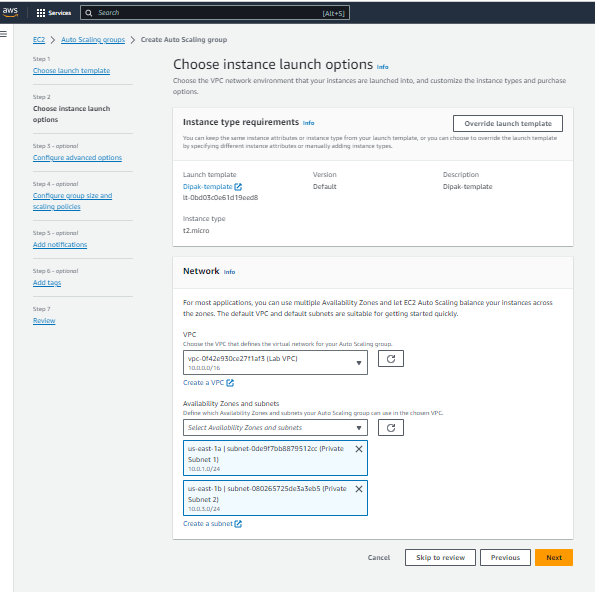 aws
Services
Search
[Alt+S]
EC2 > Auto Scaling groups > Create Auto Scaling group
Step 1
Choose launch template
Step 2
Choose instance launch
options
Step 3 - optional
Configure advanced options
Step 4 - optional
Configure group size and
scaling policies
Step 5 - optional
Add notifications
Step 6 - optional
Add tags
Step 7
Review
Choose instance launch options Info
Choose the VPC network environment that your instances are launched into, and customize the instance types and purchase
options.
Instance type requirements Info
Override launch template
You can keep the same instance attributes or instance type from your launch template, or you can choose to override the launch template
by specifying different instance attributes or manually adding instance types.
Launch template
Dipak-template
lt-0bd03c0e61d19eed8
Version
Default
Description
Dipak-template
Instance type
t2.micro
Network Info
For most applications, you can use multiple Availability Zones and let EC2 Auto Scaling balance your instances across
the zones. The default VPC and default subnets are suitable for getting started quickly.
VPC
Choose the VPC that defines the virtual network for your Auto Scaling group.
vpc-0f42e930ce27f1af3 (Lab VPC)
10.0.0.0/16
Create a VPC
Availability Zones and subnets
Define which Availability Zones and subnets your Auto Scaling group can use in the chosen VPC.
Select Availability Zones and subnets
us-east-1a | subnet-0de9f7bb8879512cc (Private
Subnet 1)
10.0.1.0/24
us-east-1b | subnet-080265725de3a3eb5 (Private
Subnet 2)
10.0.3.0/24
Create a subnet
Cancel
Skip to review
Previous
Next